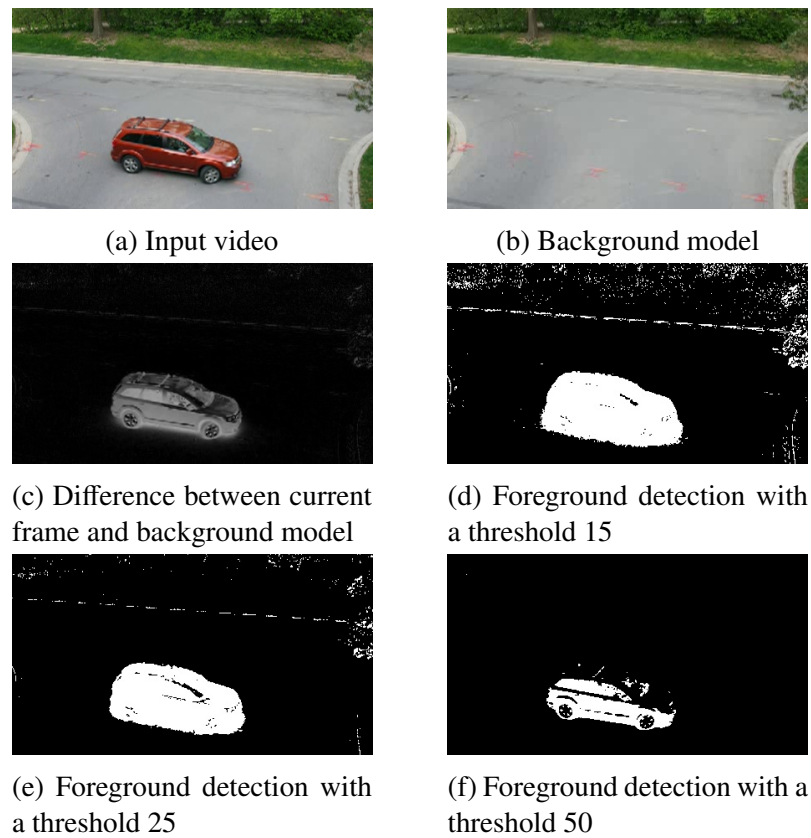 (a) Input video
(b) Background model
(c) Difference between current
frame and background model
(d) Foreground detection with
a threshold 15
(e) Foreground detection with
a threshold 25
(f) Foreground detection with a
threshold 50